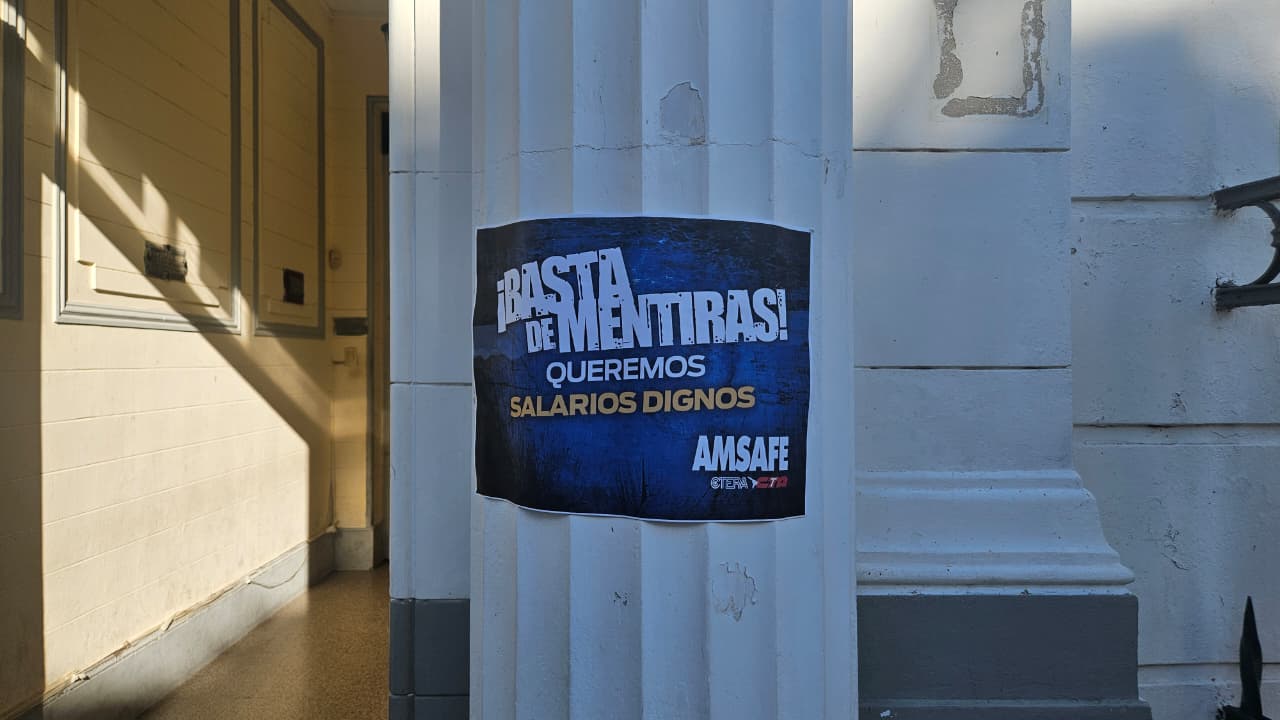 ¡BASTA
DE MENTIRAS!
QUEREMOS
SALARIOS DIGNOS
AMSAFE
CTERA CTA